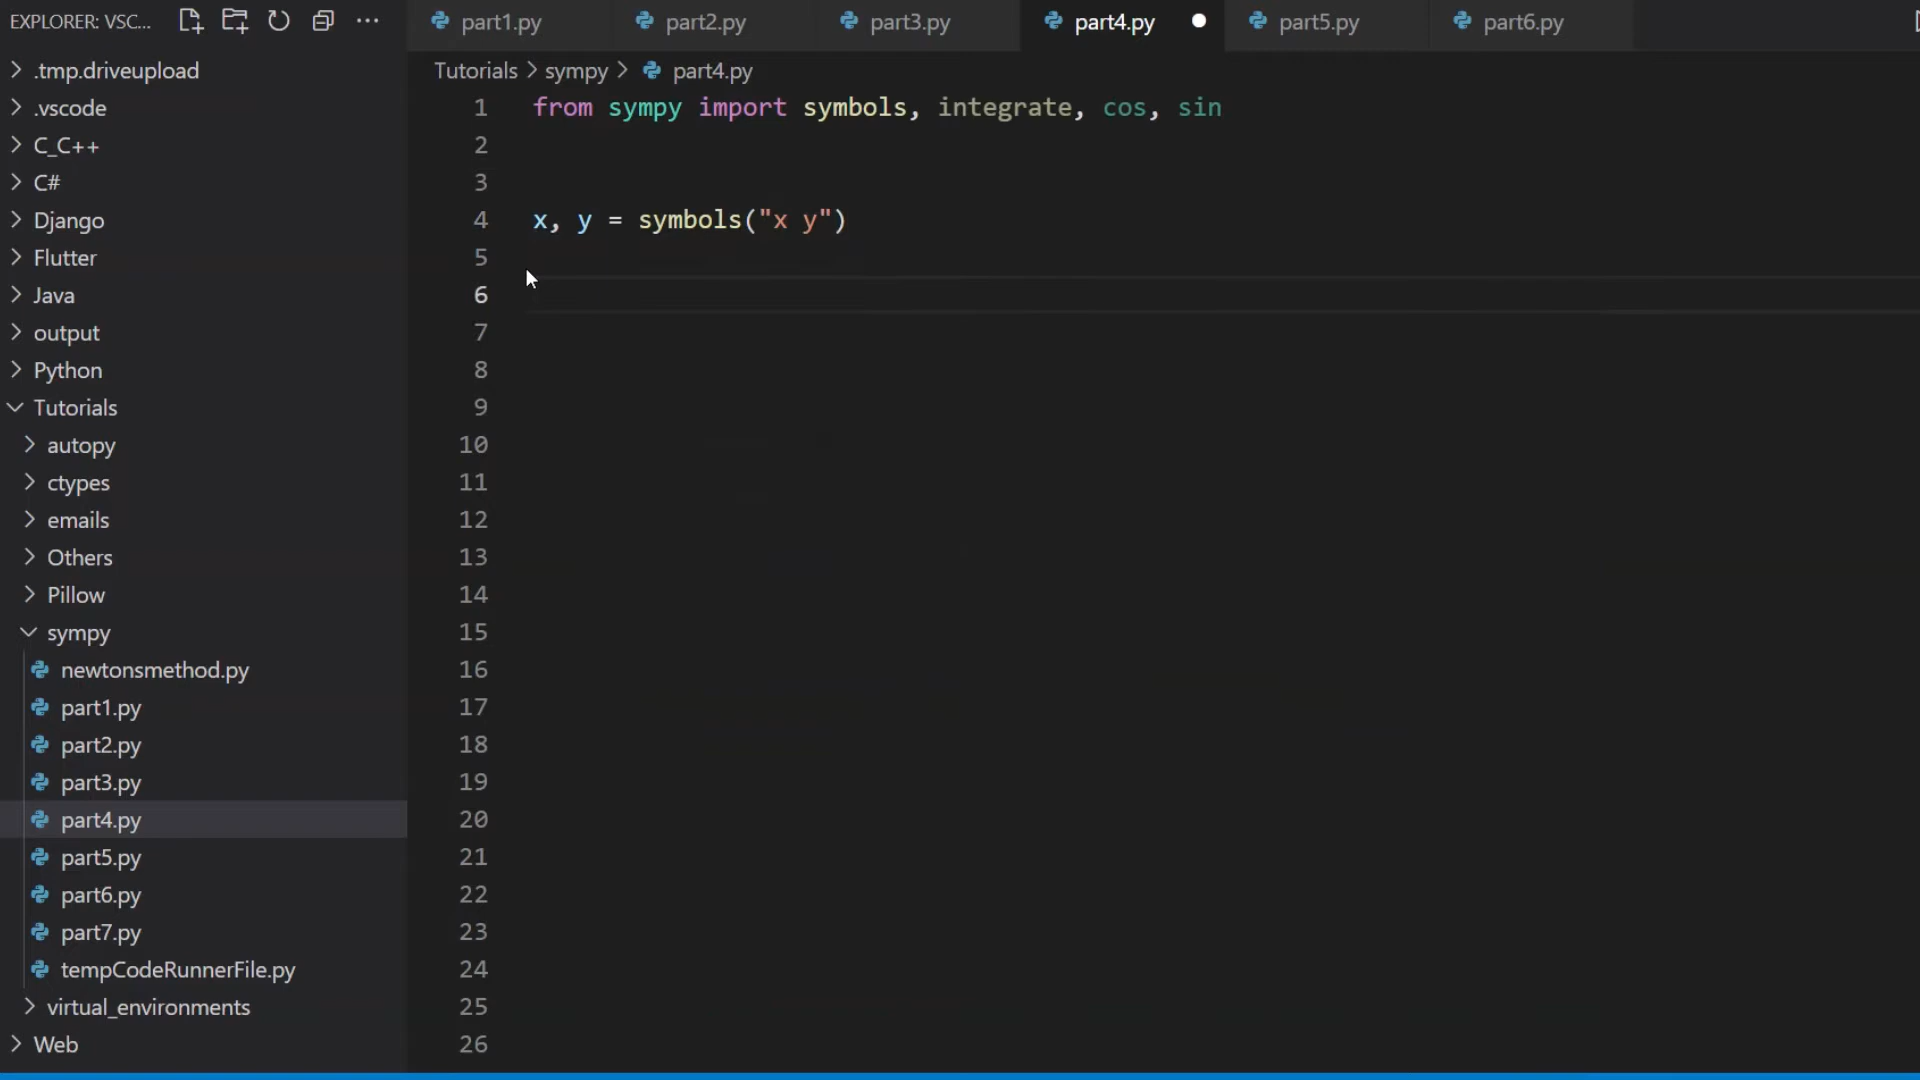 EXPLORER: VSC...
part1.py
part2.py
part3.py
part4.py
part5.py
part6.py
Tutorials > sympy > part4.py
.tmp.driveupload
.vscode
C_C++
C#
Django
Flutter
Java
output
Python
Tutorials
autopy
ctypes
emails
Others
Pillow
sympy
newtonsmethod.py
part1.py
part2.py
part3.py
part4.py
part5.py
part6.py
part7.py
tempCodeRunnerFile.py
virtual_environments
Web
1 from sympy import symbols, integrate, cos, sin
2
3
4 x, y = symbols("x y")
5
6
7
8
9
10
11
12
13
14
15
16
17
18
19
20
21
22
23
24
25
26